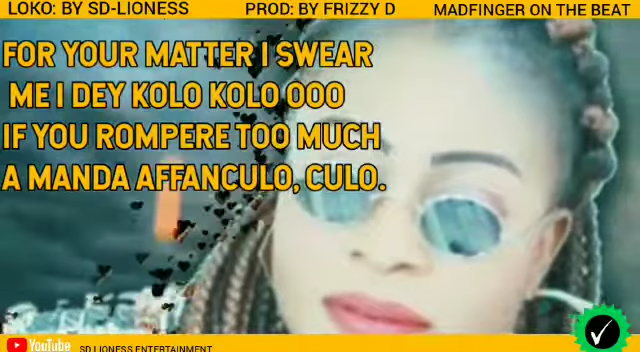 LOKO: BY SD-LIONESS PROD: BY FRIZZY D MADFINGER ON THE BEAT
FOR YOUR MATTER I SWEAR
ME I DEY KOLO KOLO OOO
IF YOU ROMPERE TOO MUCH
A MANDA AFFANCULO, CULO.
YouTube SD LIONESS ENTERTAINMENT